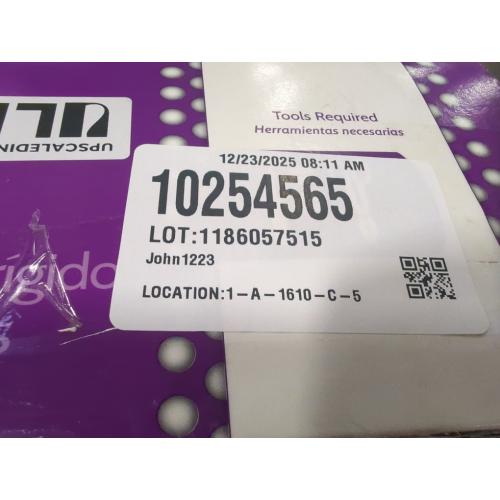 Tools Required
Herramientas necesarias
UPSCALEDIN
12/23/2025 08:11 AM
10254565
LOT:1186057515
John1223
LOCATION:1-A-1610-C-5